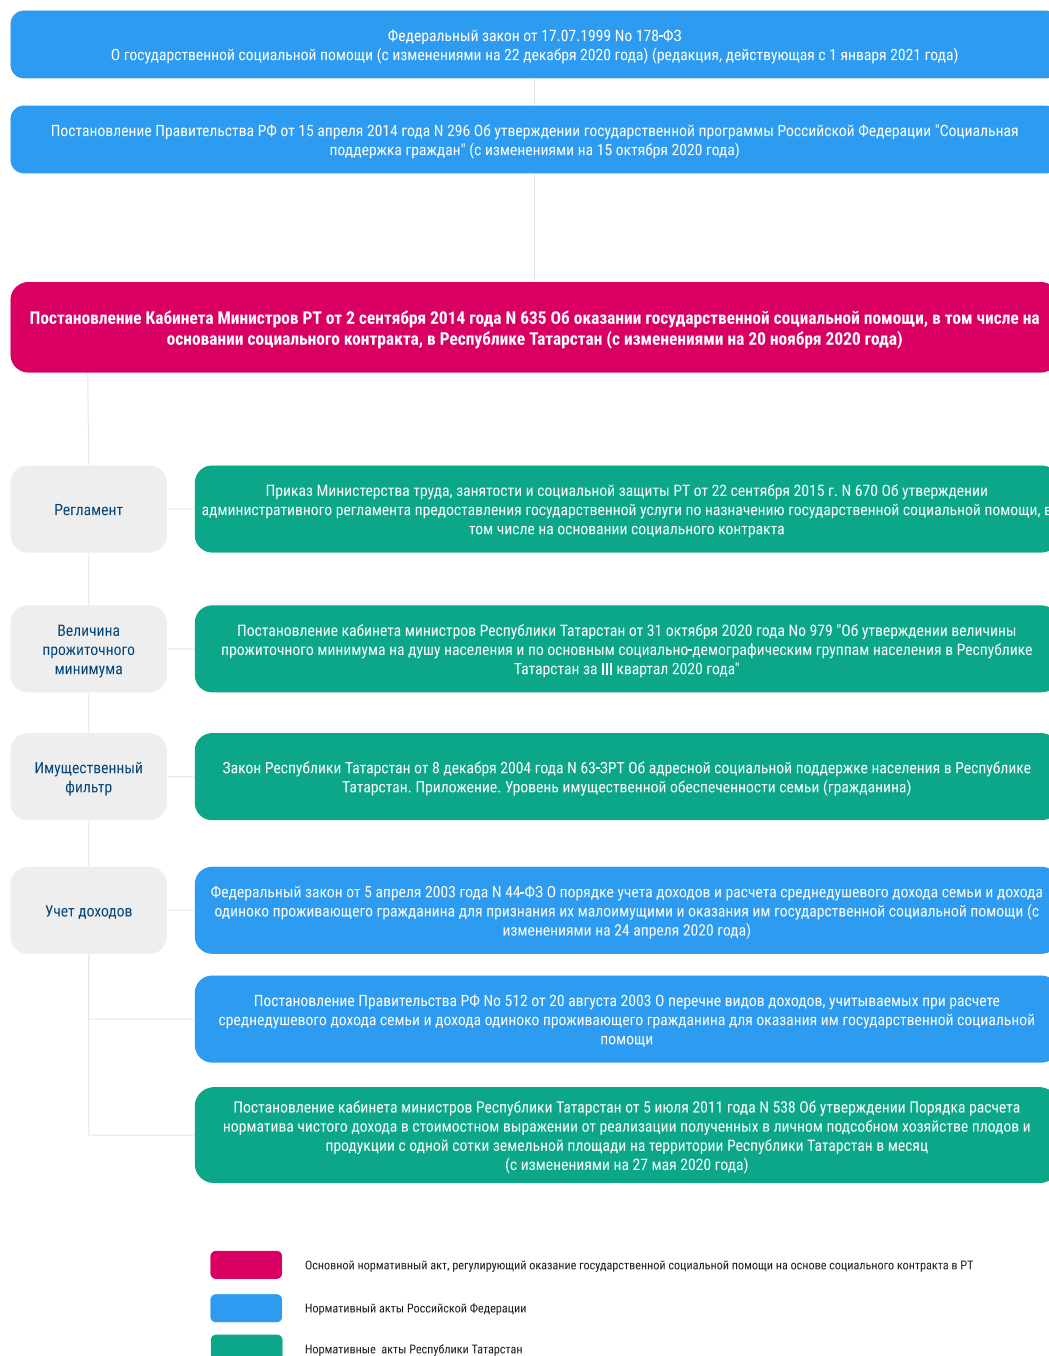 Федеральный закон от 17.07.1999 No 178-ФЗ
О государственной социальной помощи (с изменениями на 22 декабря 2020 года) (редакция, действующая с 1 января 2021 года)
Постановление Правительства РФ от 15 апреля 2014 года N 296 Об утверждении государственной программы Российской Федерации "Социальная
поддержка граждан" (с изменениями на 15 октября 2020 года)
Постановление Кабинета Министров РТ от 2 сентября 2014 года N 635 Об оказании государственной социальной помощи, в том числе на
основании социального контракта, в Республике Татарстан (с изменениями на 20 ноября 2020 года)
Регламент
Приказ Министерства труда, занятости и социальной защиты РТ от 22 сентября 2015 г. N 670 Об утверждении
административного регламента предоставления государственной услуги по назначению государственной социальной помощи, в
том числе на основании социального контракта
Величина
прожиточного
минимума
Постановление кабинета министров Республики Татарстан от 31 октября 2020 года No 979 "Об утверждении величины
прожиточного минимума на душу населения и по основным социально-демографическим группам населения в Республике
Татарстан за III квартал 2020 года"
Имущественный
фильтр
Закон Республики Татарстан от 8 декабря 2004 года N 63-ЗРТ Об адресной социальной поддержке населения в Республике
Татарстан. Приложение. Уровень имущественной обеспеченности семьи (гражданина)
Учет доходов
Федеральный закон от 5 апреля 2003 года N 44-ФЗ О порядке учета доходов и расчета среднедушевого дохода семьи и дохода
одиноко проживающего гражданина для признания их малоимущими и оказания им государственной социальной помощи (с
изменениями на 24 апреля 2020 года)
Постановление Правительства РФ No 512 от 20 августа 2003 О перечне видов доходов, учитываемых при расчете
среднедушевого дохода семьи и дохода одиноко проживающего гражданина для оказания им государственной социальной
помощи
Постановление кабинета министров Республики Татарстан от 5 июля 2011 года N 538 Об утверждении Порядка расчета
норматива чистого дохода в стоимостном выражении от реализации полученных в личном подсобном хозяйстве плодов и
продукции с одной сотки земельной площади на территории Республики Татарстан в месяц
(с изменениями на 27 мая 2020 года)
Основной нормативный акт, регулирующий оказание государственной социальной помощи на основе социального контракта в РТ
Нормативный акты Российской Федерации
Нормативные акты Республики Татарстан